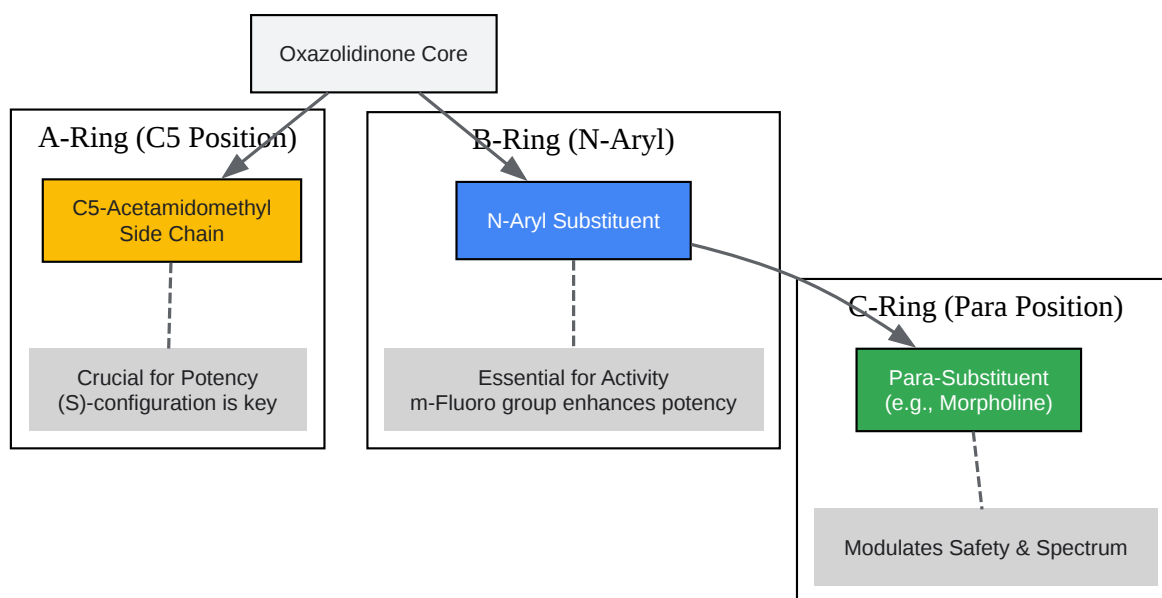 Oxazolidinone Core
A-Ring (C5 Position)
C5-Acetamidomethyl
Side Chain
Crucial for Potency
(S)-configuration is key
B-Ring (N-Aryl)
N-Aryl Substituent
Essential for Activity
m-Fluoro group enhances potency
C-Ring (Para Position)
Para-Substituent
(e.g., Morpholine)
Modulates Safety & Spectrum